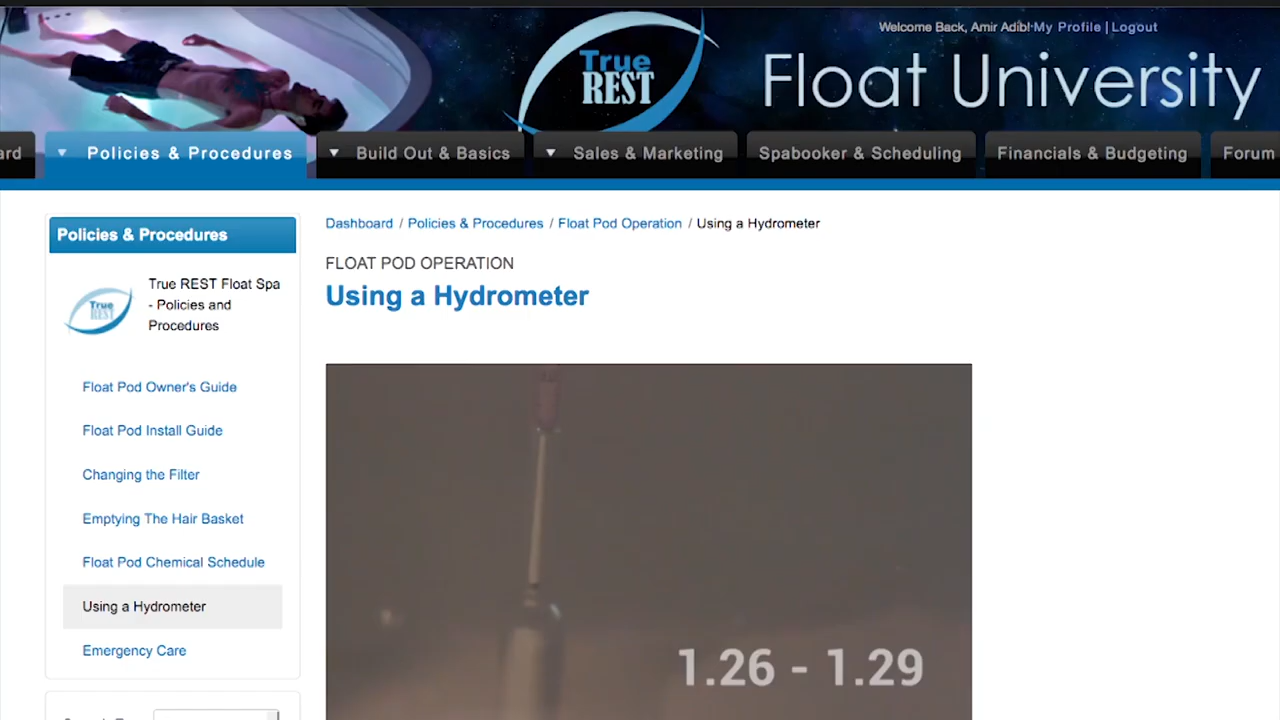 Welcome Back, Amir Adibi
My Profile | Logout
True
REST
Float University
ard
Policies & Procedures
Build Out & Basics
Sales & Marketing
Spabooker & Scheduling
Financials & Budgeting
Forum
Policies & Procedures
True
REST
True REST Float Spa
- Policies and
Procedures
Float Pod Owner's Guide
Float Pod Install Guide
Changing the Filter
Emptying The Hair Basket
Float Pod Chemical Schedule
Using a Hydrometer
Emergency Care
Dashboard / Policies & Procedures / Float Pod Operation / Using a Hydrometer
FLOAT POD OPERATION
Using a Hydrometer
1.26 - 1.29